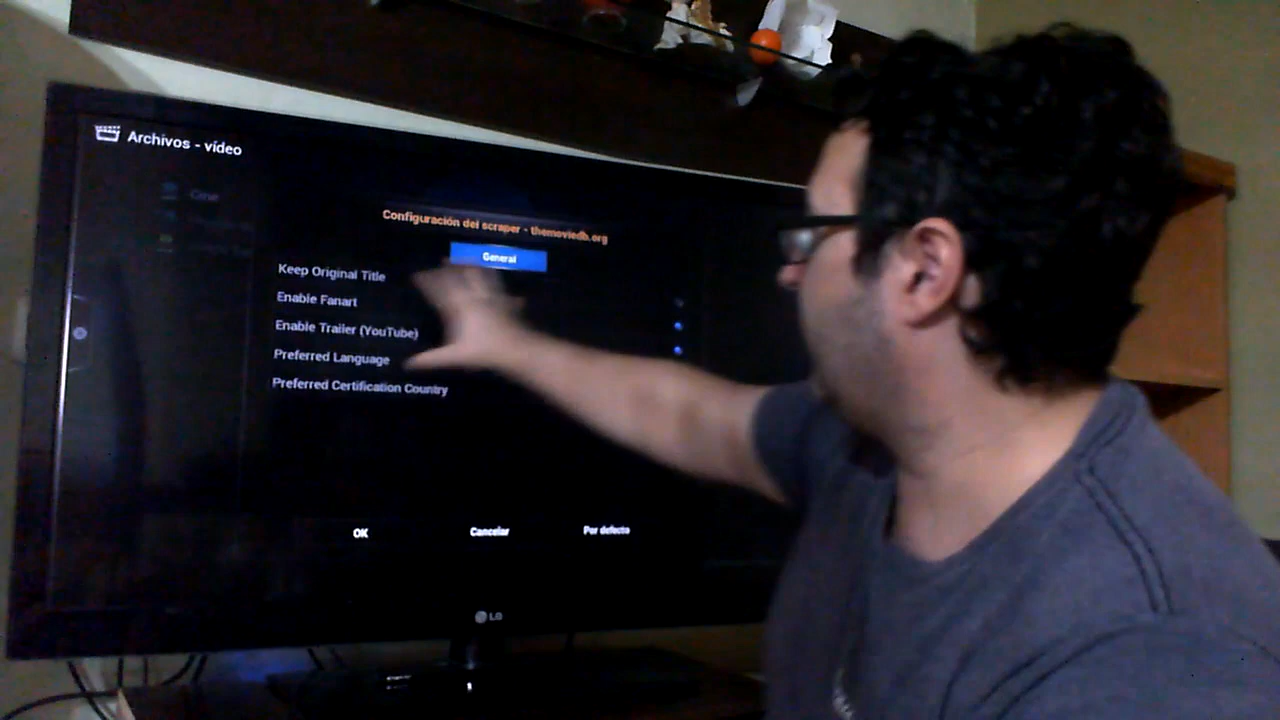 Archivos - vídeo
Cine
Configuración del scraper - themoviedb.org
General
Keep Original Title
Enable Fanart
Enable Trailer (YouTube)
Preferred Language
Preferred Certification Country
OK
Cancelar
Por defecto
LG